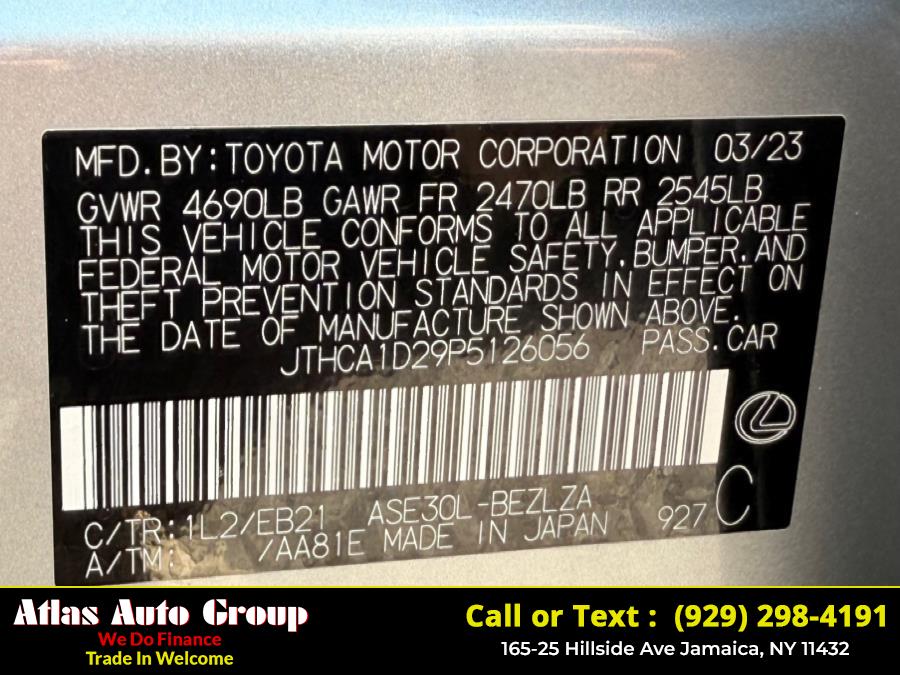 MFD.BY:TOYOTA MOTOR CORPORATION 03/23
GVWR 4690LB GAWR FR 2470LB RR 2545LB
THIS VEHICLE CONFORMS TO ALL APPLICABLE
FEDERAL MOTOR VEHICLE SAFETY, BUMPER, AND
THEFT PREVENTION STANDARDS IN EFFECT ON
THE DATE OF MANUFACTURE SHOWN ABOVE.
JTHCA1D29P5126056 PASS.CAR
C/TR:1L2/EB21 ASE30L-BEZLZA
A/TM: /AA81E MADE IN JAPAN 927 C
Atlas Auto Group
We Do Finance
Trade In Welcome
Call or Text : (929) 298-4191
165-25 Hillside Ave Jamaica, NY 11432